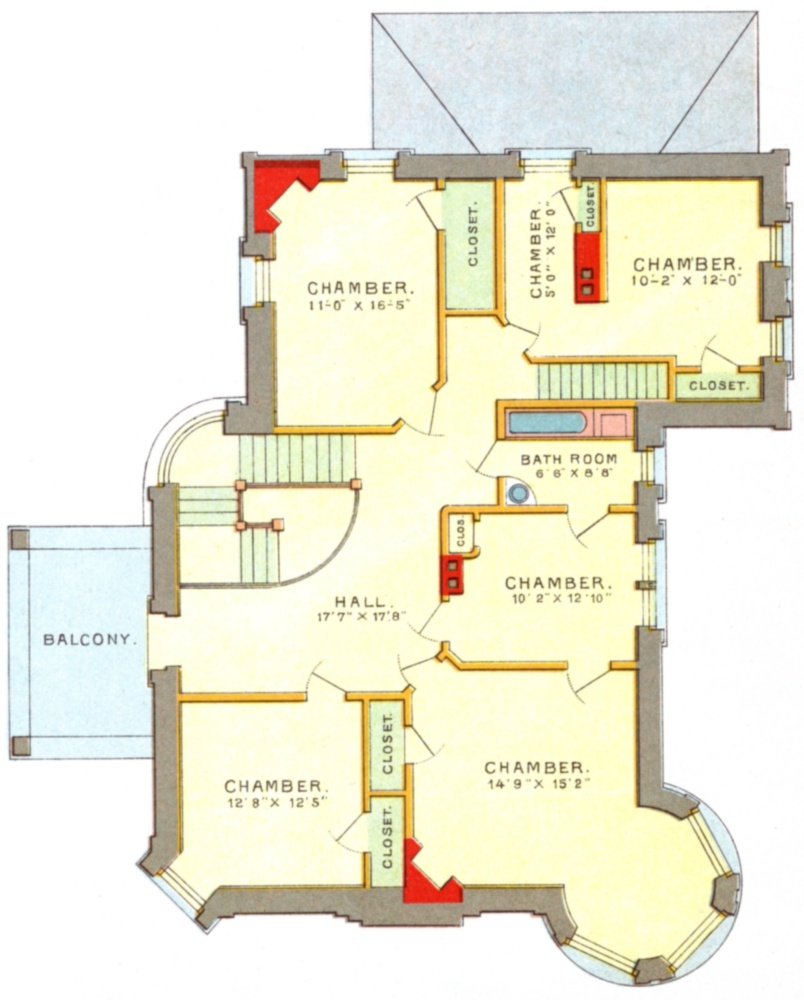 CLOSET.
CHAMBER.
5'0" X 12'0"
CLOSET
CHAMBER.
10-2" X 12-0"
CHAMBER.
11-0" X 16-5"
CLOSET.
BATH ROOM
6'6" X 8'8"
CLOS.
CHAMBER.
10'2" X 12'10"
HALL.
17'7" X 17'8"
BALCONY.
CLOSET.
CHAMBER.
12'8" X 12'5"
CHAMBER.
14'9" X 15'2"
CLOSET.